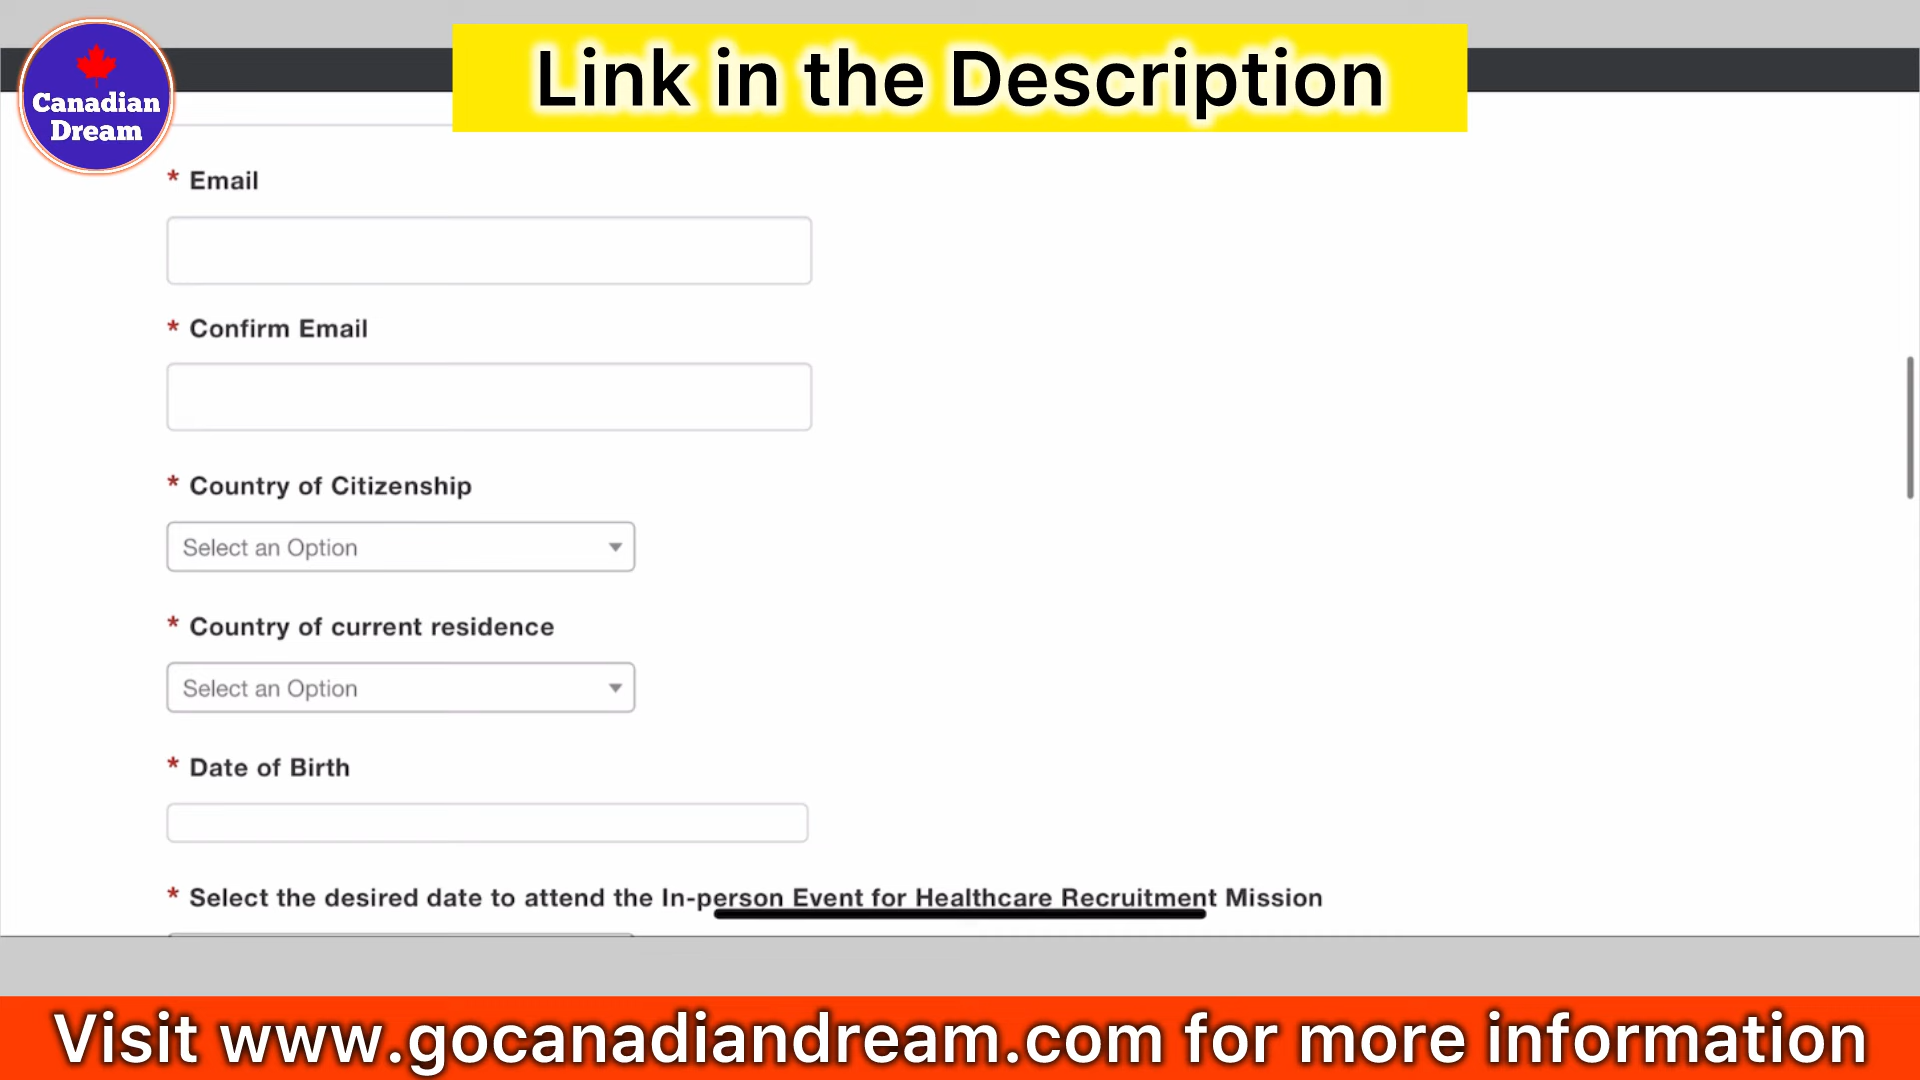 Link in the Description
Canadian
Dream
* Email
* Confirm Email
* Country of Citizenship
Select an Option
* Country of current residence
Select an Option
* Date of Birth
* Select the desired date to attend the In-person Event for Healthcare Recruitment Mission
Visit www.gocanadiandream.com for more information